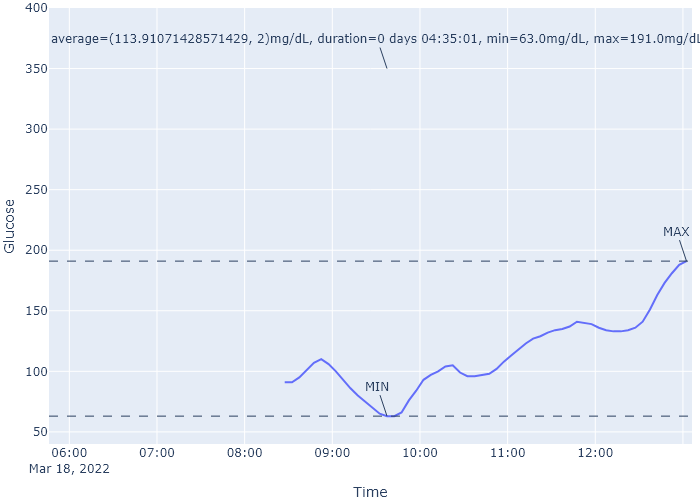 400
average=(113.91071428571429, 2)mg/dL, duration=0 days 04:35:01, min=63.0mg/dL, max=191.0mg/dL
350
300
250
MAX
200
150
100
MIN
50
Glucose
06:00 07:00 08:00 09:00 10:00 11:00 12:00
Mar 18, 2022
Time